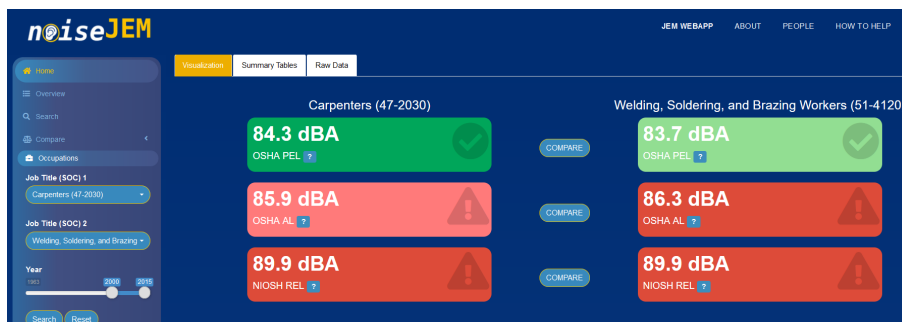 noiseJEM
JEM WEBAPP ABOUT PEOPLE HOW TO HELP
Home
Overview
Search
Compare
Occupations
Job Title (SOC) 1
Carpenters (47-2030)
Job Title (SOC) 2
Welding, Soldering, and Brazing
Year
1983 2000 2015
Search Reset
Visualization Summary Tables Raw Data
Carpenters (47-2030) Welding, Soldering, and Brazing Workers (51-4120
84.3 dBA
OSHA PEL ?
COMPARE
83.7 dBA
OSHA PEL ?
85.9 dBA
OSHA AL ?
COMPARE
86.3 dBA
OSHA AL ?
89.9 dBA
NIOSH REL ?
COMPARE
89.9 dBA
NIOSH REL ?